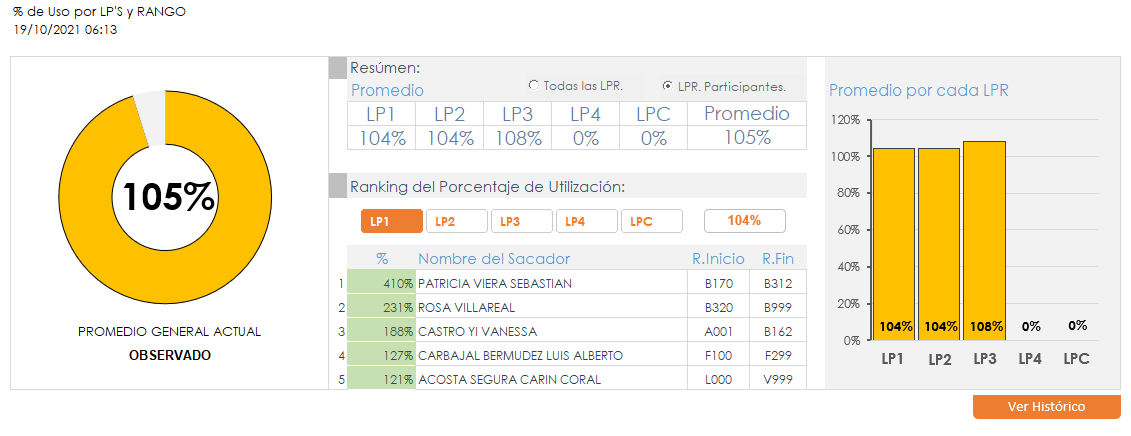 % de Uso por LP'S y RANGO
19/10/2021 06:13
105%
PROMEDIO GENERAL ACTUAL
OBSERVADO
Resúmen:
Promedio
Todas las LPR.
LPR. Participantes.
LP1 LP2 LP3 LP4 LPC Promedio
104% 104% 108% 0% 0% 105%
Ranking del Porcentaje de Utilización:
LP1 LP2 LP3 LP4 LPC 104%
% Nombre del Sacador R.Inicio R.Fin
1 410% PATRICIA VIERA SEBASTIAN B170 B312
2 231% ROSA VILLAREAL B320 B999
3 188% CASTRO YI VANESSA A001 B162
4 127% CARBAJAL BERMUDEZ LUIS ALBERTO F100 F299
5 121% ACOSTA SEGURA CARIN CORAL L000 V999
Promedio por cada LPR
120%
100%
80%
60%
40%
20%
0%
104% 104% 108% 0% 0%
LP1 LP2 LP3 LP4 LPC
Ver Histórico